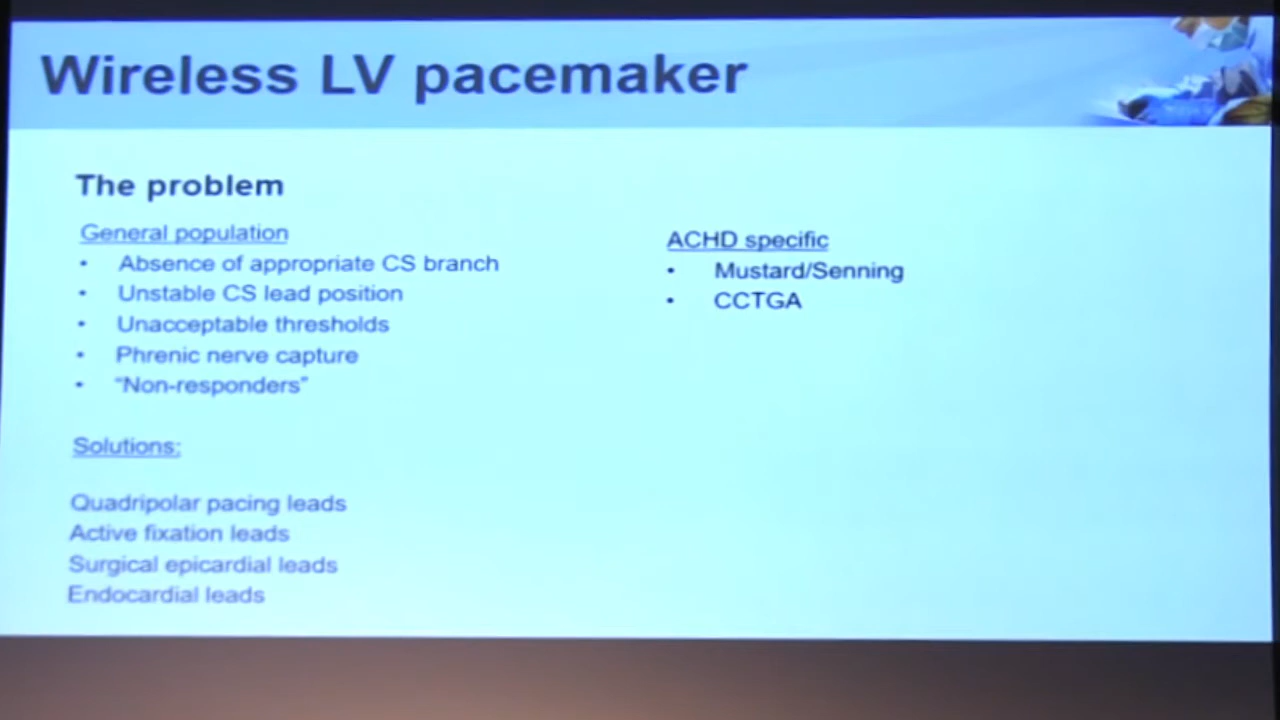 Wireless LV pacemaker
The problem
General population
• Absence of appropriate CS branch
• Unstable CS lead position
• Unacceptable thresholds
• Phrenic nerve capture
• “Non-responders”
Solutions:
Quadripolar pacing leads
Active fixation leads
Surgical epicardial leads
Endocardial leads
ACHD specific
• Mustard/Senning
• CCTGA